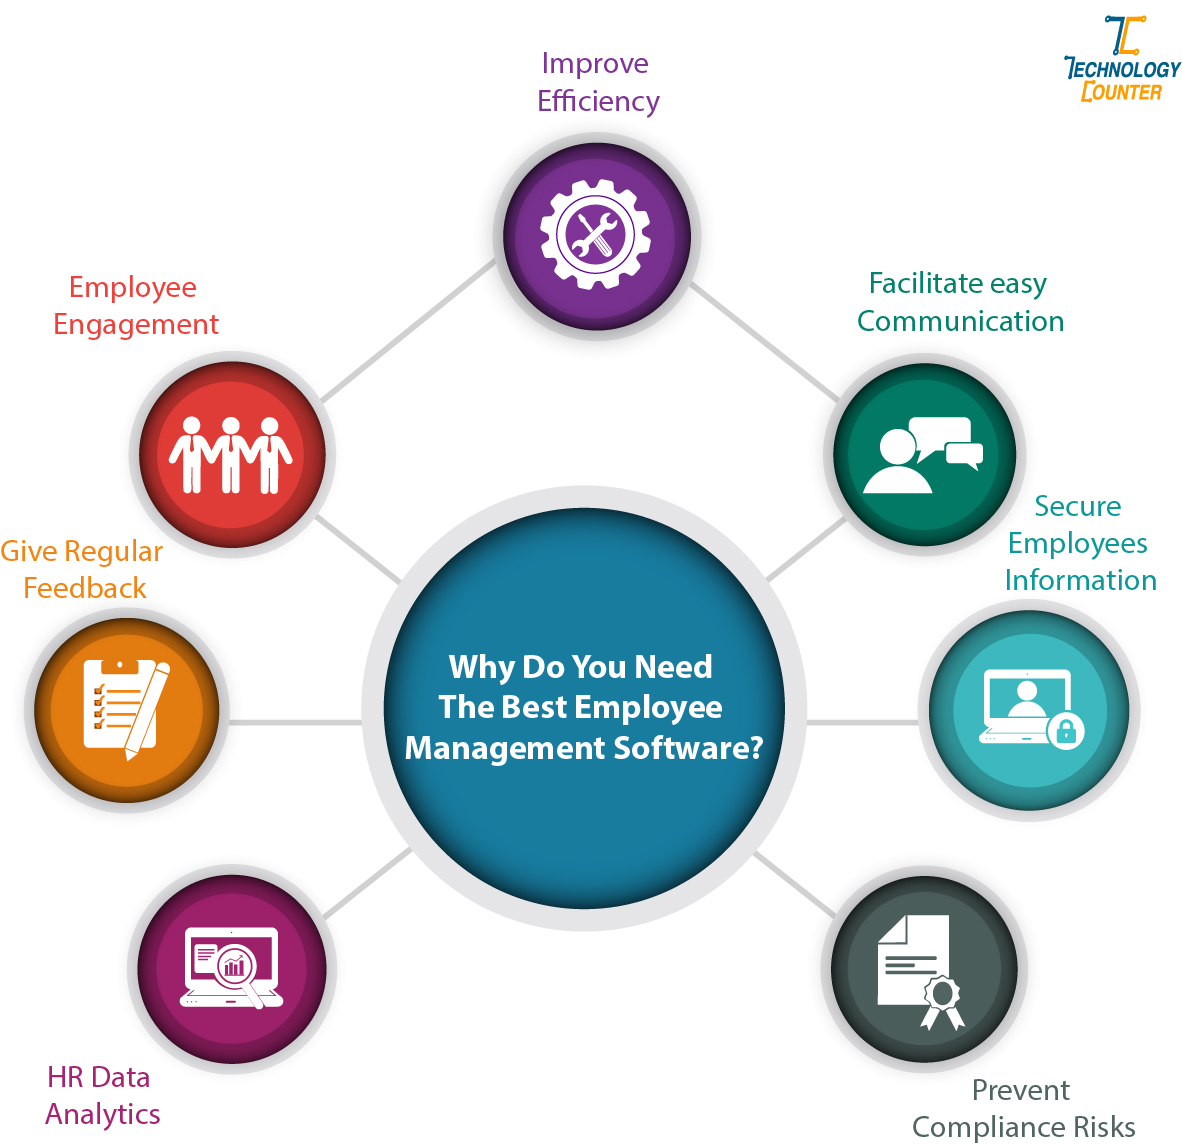 TECHNOLOGY
COUNTER
Improve
Efficiency
Employee
Engagement
Facilitate easy
Communication
Secure
Employees
Information
Give Regular
Feedback
Why Do You Need
The Best Employee
Management Software?
HR Data
Analytics
Prevent
Compliance Risks